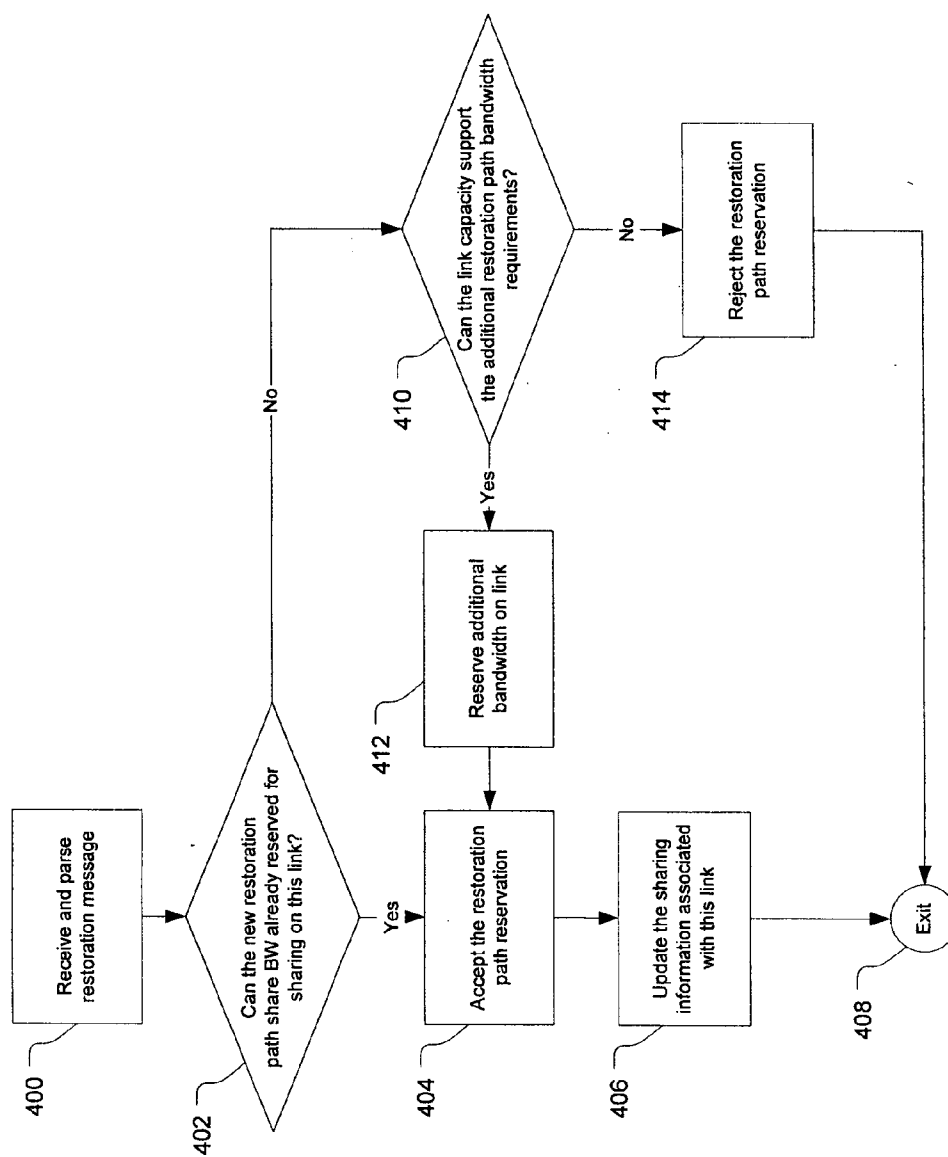 400
Receive and parse
restoration message
402
Can the new restoration
path share BW already reserved for
sharing on this link?
No
Yes
404
Accept the restoration
path reservation
406
Update the sharing
information associated
with this link
408
Exit
410
Can the link capacity support
the additional restoration path bandwidth
requirements?
Yes
412
Reserve additional
bandwidth on link
No
414
Reject the restoration
path reservation